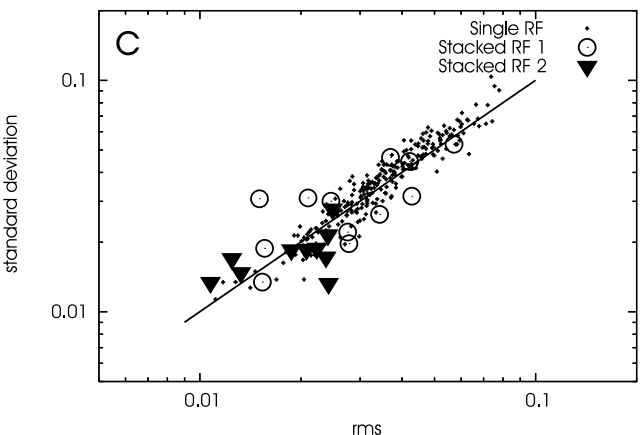 C
Single RF
Stacked RF 1
Stacked RF 2
0.1
standard deviation
0.01
0.01
0.1
rms